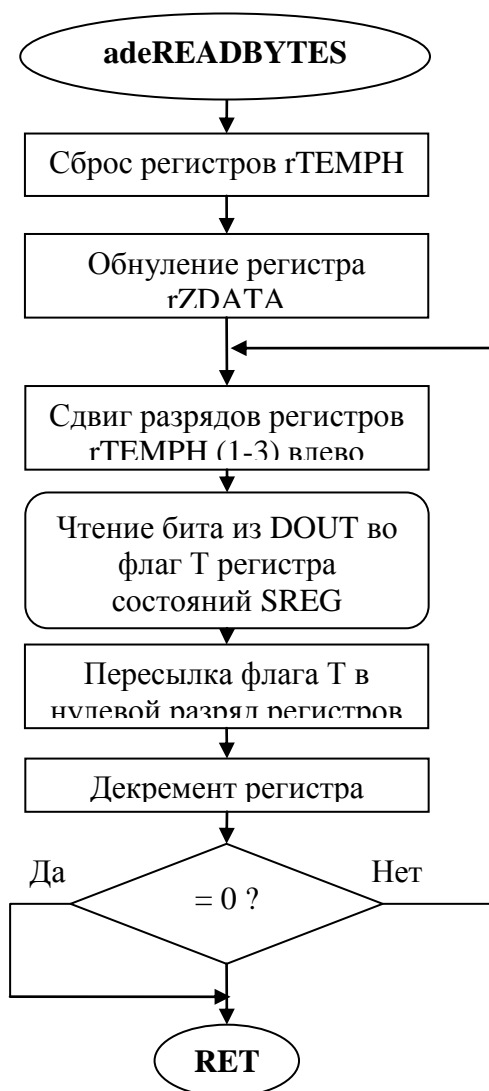 adeREADBYTES
Сброс регистров rTEMPH
Обнуление регистра
rZDATA
Сдвиг разрядов регистров
rTEMPH (1-3) влево
Чтение бита из DOUT во
флаг Т регистра
состояний SREG
Пересылка флага Т в
нулевой разряд регистров
Декремент регистра
Да
= 0 ?
Нет
RET